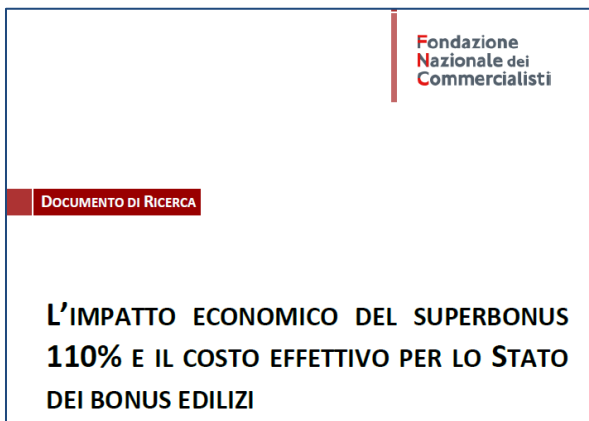 Fondazione
Nazionale dei
Commercialisti
DOCUMENTO DI RICERCA
L'IMPATTO ECONOMICO DEL SUPERBONUS
110% E IL COSTO EFFETTIVO PER LO STATO
DEI BONUS EDILIZI